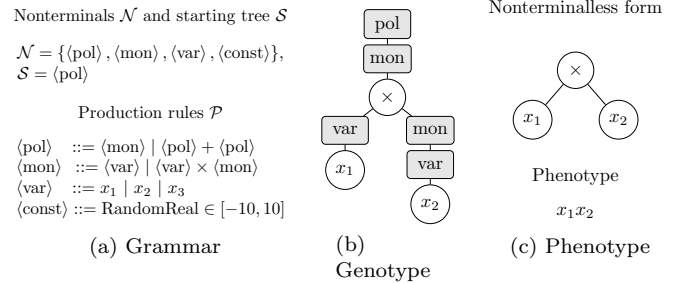 Nonterminals 𝒩 and starting tree 𝒮
𝒩 = {⟨pol⟩ , ⟨mon⟩ , ⟨var⟩ , ⟨const⟩},
𝒮 = ⟨pol⟩
Production rules 𝒫
⟨pol⟩ ::= ⟨mon⟩ | ⟨pol⟩ + ⟨pol⟩
⟨mon⟩ ::= ⟨var⟩ | ⟨var⟩ × ⟨mon⟩
⟨var⟩ ::= x₁ | x₂ | x₃
⟨const⟩ ::= RandomReal ∈ [−10, 10]
(a) Grammar
pol
mon
×
var mon
x₁ var
x₂
(b)
Genotype
Nonterminalless form
×
x₁ x₂
Phenotype
x₁x₂
(c) Phenotype